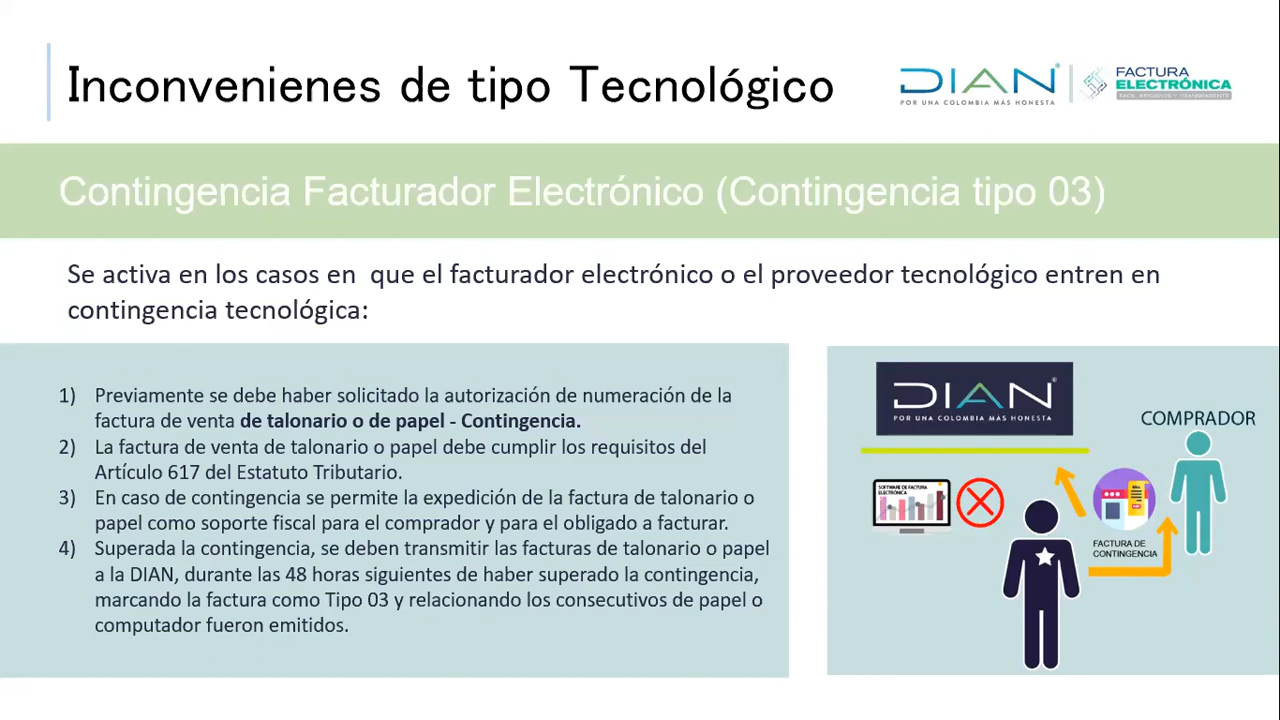 Inconvenienes de tipo Tecnológico
DIAN
POR UNA COLOMBIA MÁS HONESTA
FACTURA
ELECTRÓNICA
Contingencia Facturador Electrónico (Contingencia tipo 03)
Se activa en los casos en que el facturador electrónico o el proveedor tecnológico entren en
contingencia tecnológica:
1) Previamente se debe haber solicitado la autorización de numeración de la
factura de venta de talonario o de papel - Contingencia.
2) La factura de venta de talonario o papel debe cumplir los requisitos del
Artículo 617 del Estatuto Tributario.
3) En caso de contingencia se permite la expedición de la factura de talonario o
papel como soporte fiscal para el comprador y para el obligado a facturar.
4) Superada la contingencia, se deben transmitir las facturas de talonario o papel
a la DIAN, durante las 48 horas siguientes de haber superado la contingencia,
marcando la factura como Tipo 03 y relacionando los consecutivos de papel o
computador fueron emitidos.
DIAN
POR UNA COLOMBIA MÁS HONESTA
COMPRADOR
SOFTWARE DE FACTURA
ELECTRÓNICA
FACTURA DE
CONTINGENCIA